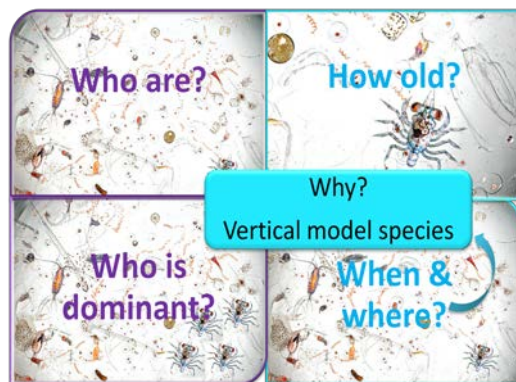 Who are?
How old?
Why?
Vertical model species
Who is
dominant?
When &
where?